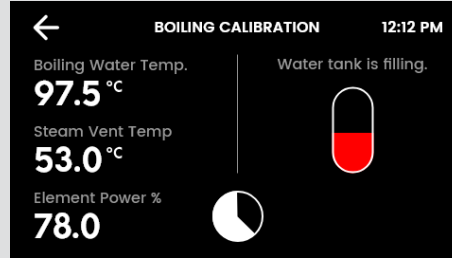 BOILING CALIBRATION 12:12 PM
Boiling Water Temp.
97.5 °C
Steam Vent Temp
53.0 °C
Element Power %
78.0
Water tank is filling.